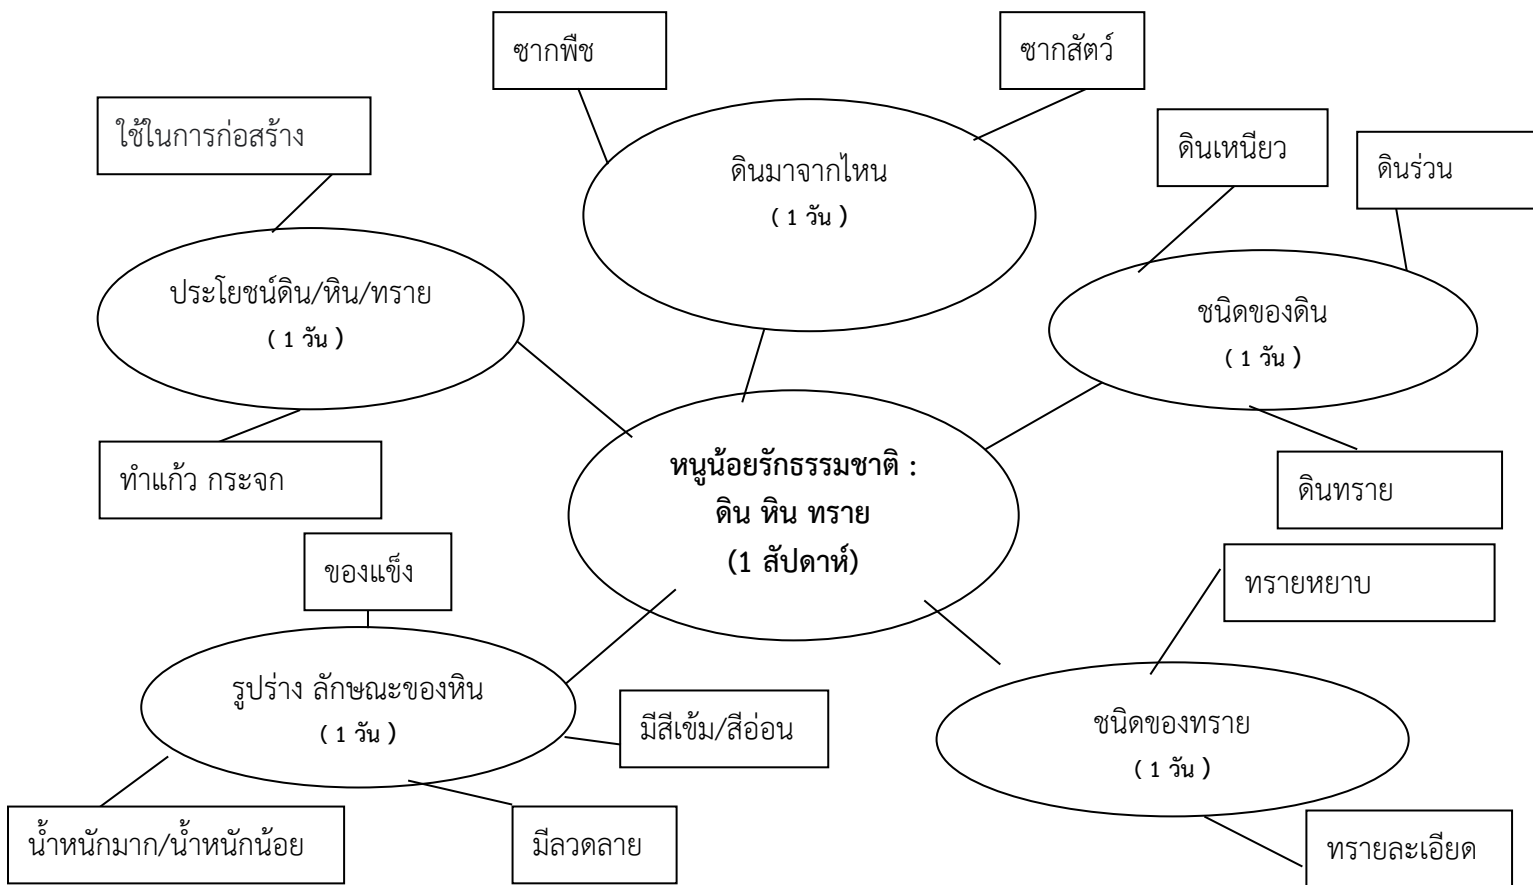 ซากพืช
ซากสัตว์
ใช้ในการก่อสร้าง
ดินเหนียว
ดินร่วน
ดินมาจากไหน
( 1 วัน )
ประโยชน์ดิน/หิน/ทราย
( 1 วัน )
ชนิดของดิน
( 1 วัน )
ทำแก้ว กระจก
หนูน้อยรักธรรมชาติ :
ดิน หิน ทราย
(1 สัปดาห์)
ดินทราย
ของแข็ง
ทรายหยาบ
รูปร่าง ลักษณะของหิน
( 1 วัน )
มีสีเข้ม/สีอ่อน
ชนิดของทราย
( 1 วัน )
น้ำหนักมาก/น้ำหนักน้อย
มีลวดลาย
ทรายละเอียด